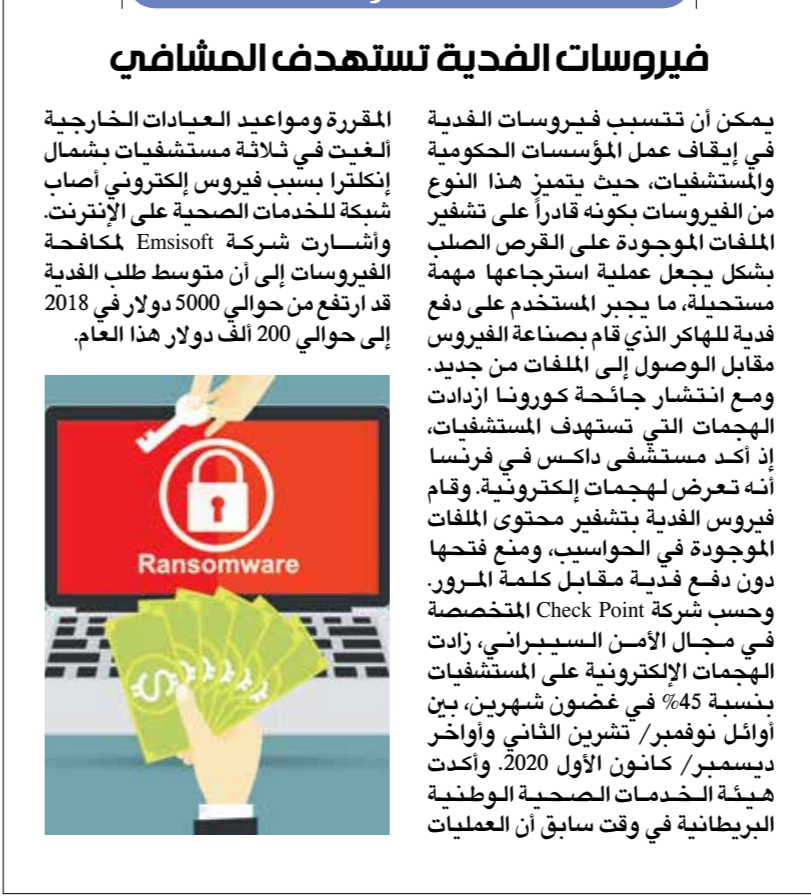 فيروسات الفدية تستهدف المشافي
يمكن أن تتسبب فيروسات الفدية
في إيقاف عمل المؤسسات الحكومية
والمستشفيات، حيث يتميز هذا النوع
من الفيروسات بكونه قادراً على تشفير
الملفات الموجودة على القرص الصلب
بشكل يجعل عملية استرجاعها مهمة
مستحيلة، ما يجبر المستخدم على دفع
فدية للهاكر الذي قام بصناعة الفيروس
مقابل الوصول إلى الملفات من جديد.
ومع انتشار جائحة كورونا ازدادت
الهجمات التي تستهدف المستشفيات،
إذ أكد مستشفى داكس في فرنسا
أنه تعرض لهجمات إلكترونية. وقام
فيروس الفدية بتشفير محتوى الملفات
الموجودة في الحواسيب، ومنع فتحها
دون دفع فدية مقابل كلمة المرور.
وحسب شركة Check Point المتخصصة
في مجال الأمن السيبراني، زادت
الهجمات الإلكترونية على المستشفيات
بنسبة 45% في غضون شهرين، بين
أوائل نوفمبر/ تشرين الثاني وأواخر
ديسمبر/ كانون الأول 2020. وأكدت
هيئة الخدمات الصحية الوطنية
البريطانية في وقت سابق أن العمليات
المقررة ومواعيد العيادات الخارجية
ألغيت في ثلاثة مستشفيات بشمال
إنكلترا بسبب فيروس إلكتروني أصاب
شبكة للخدمات الصحية على الإنترنت.
وأشارت شركة Emsisoft لمكافحة
الفيروسات إلى أن متوسط طلب الفدية
قد ارتفع من حوالي 5000 دولار في 2018
إلى حوالي 200 ألف دولار هذا العام.
Ransomware